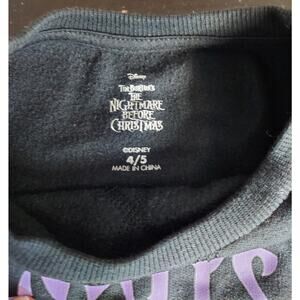 Disney
TIM BURTON'S
THE
NIGHTMARE
BEFORE
CHRISTMAS
©DISNEY
4/5
MADE IN CHINA